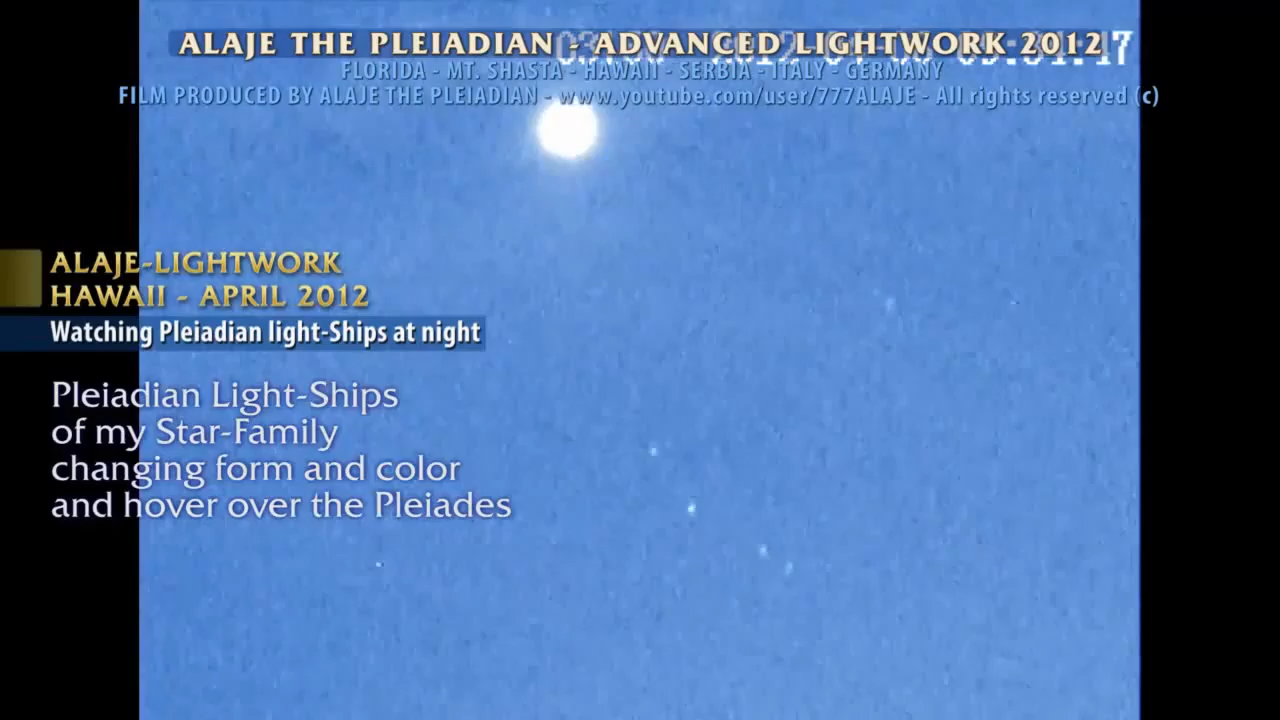 ALAJE THE PLEIADIAN - ADVANCED LIGHTWORK 2012
FLORIDA - MT. SHASTA - HAWAII - SERBIA - ITALY - GERMANY
FILM PRODUCED BY ALAJE THE PLEIADIAN - www.youtube.com/user/777ALAJE - All rights reserved (c)
ALAJE-LIGHTWORK
HAWAII - APRIL 2012
Watching Pleiadian light-Ships at night
Pleiadian Light-Ships
of my Star-Family
changing form and color
and hover over the Pleiades